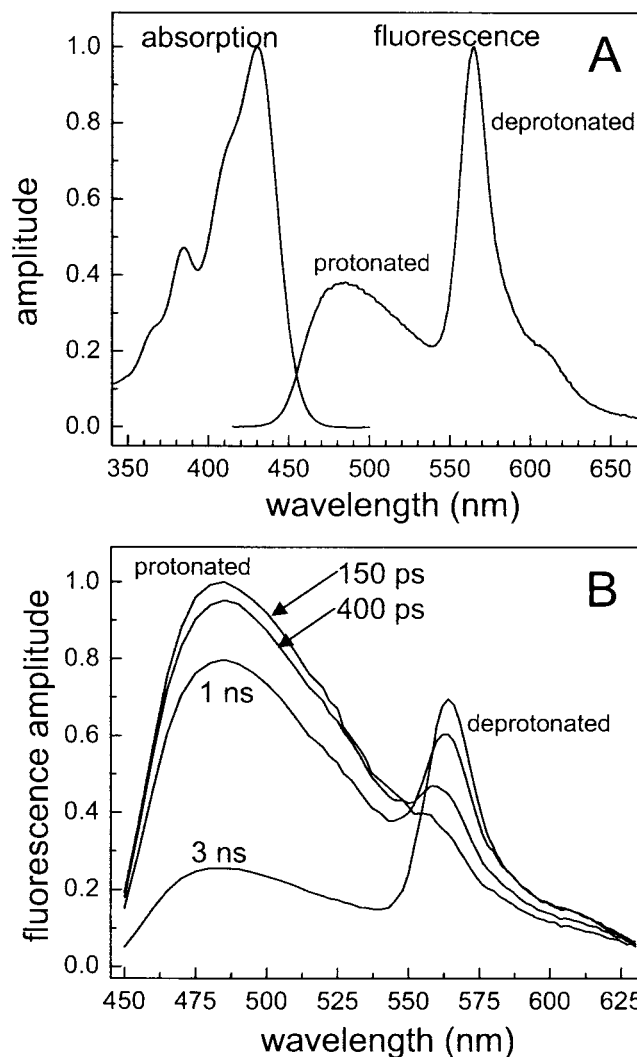 absorption
fluorescence
A
deprotonated
protonated
amplitude
1.0
0.8
0.6
0.4
0.2
0.0
340 400 450 500 550 600 650
wavelength (nm)
B
protonated
150 ps
400 ps
1 ns
deprotonated
3 ns
fluorescence amplitude
1.0
0.8
0.6
0.4
0.2
0.0
450 475 500 525 550 575 600 625
wavelength (nm)